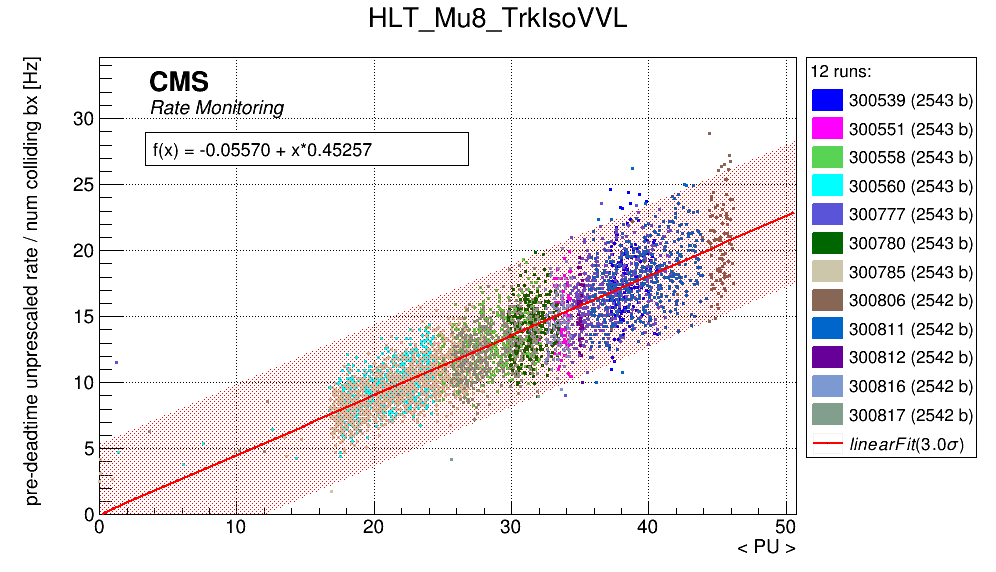 HLT_Mu8_TrkIsoVVL
pre-deadtime unprescaled rate / num colliding bx [Hz]
CMS
Rate Monitoring
f(x) = -0.05570 + x*0.45257
30
25
20
15
10
5
0
0 10 20 30 40 50
< PU >
12 runs:
300539 (2543 b)
300551 (2543 b)
300558 (2543 b)
300560 (2543 b)
300777 (2543 b)
300780 (2543 b)
300785 (2543 b)
300806 (2542 b)
300811 (2542 b)
300812 (2542 b)
300816 (2542 b)
300817 (2542 b)
linearFit(3.0σ)